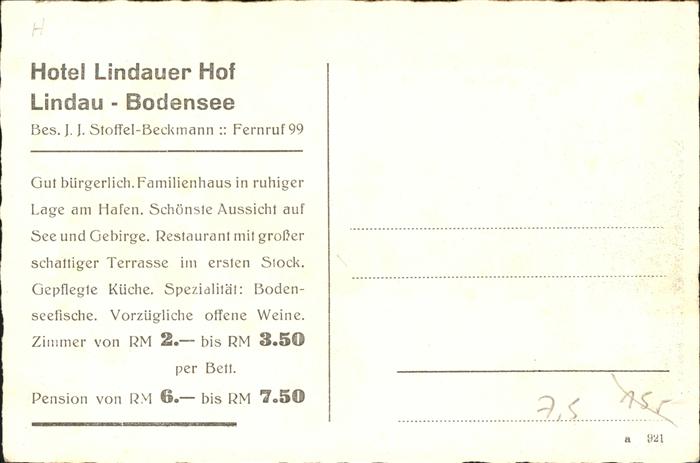 H
Hotel Lindauer Hof
Lindau - Bodensee
Bes. J. J. Stoffel-Beckmann :: Fernruf 99
Gut bürgerlich. Familienhaus in ruhiger
Lage am Hafen. Schönste Aussicht auf
See und Gebirge. Restaurant mit großer
schattiger Terrasse im ersten Stock.
Gepflegte Küche. Spezialität: Boden-
seefische. Vorzügliche offene Weine.
Zimmer von RM 2.— bis RM 3.50
per Bett.
Pension von RM 6.— bis RM 7.50
7,5
a 921